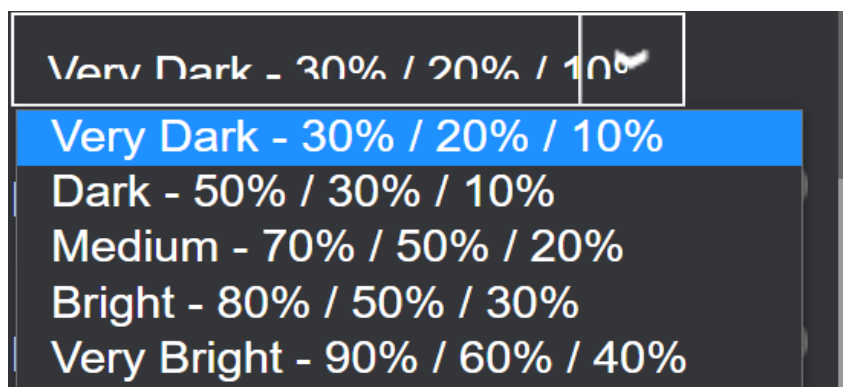 Very Dark - 30% / 20% / 10%
Very Dark - 30% / 20% / 10%
Dark - 50% / 30% / 10%
Medium - 70% / 50% / 20%
Bright - 80% / 50% / 30%
Very Bright - 90% / 60% / 40%